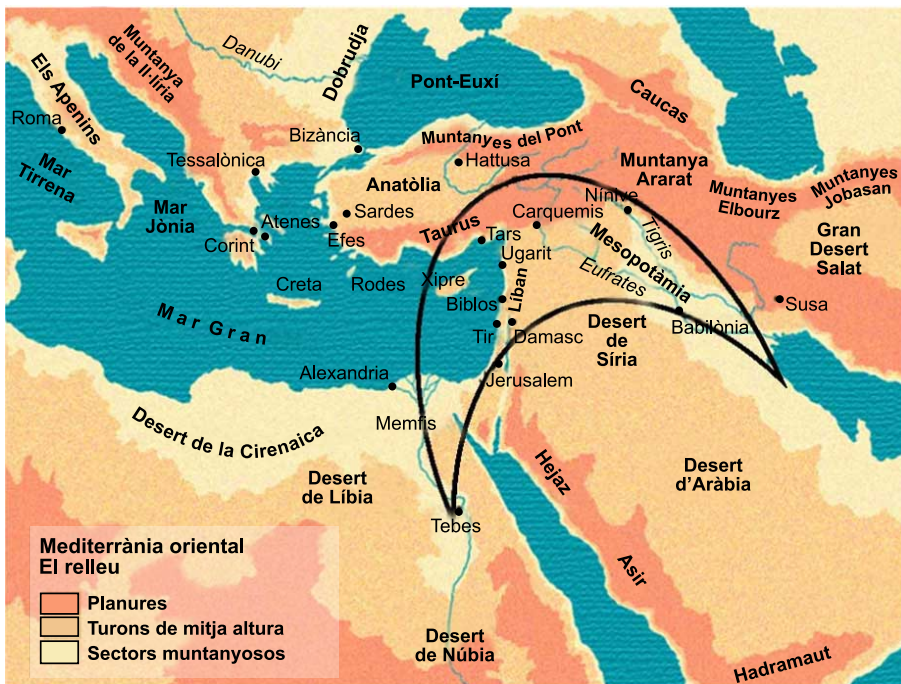 Danubi
Dobrudja
Muntanya
de la Il·líria
Els Apenins
Pont-Euxí
Caucas
Roma
Bizància
Muntanyes del Pont
Hattusa
Tessalònica
Mar
Tirrena
Anatòlia
Muntanya
Ararat
Muntanyes
Elbourz
Muntanyes
Jobasan
Mar
Jònia
Atenes
Corint
Sardes
Efes
Taurus
Tars
Carquemis
Nínive
Tigris
Gran
Desert
Salat
Ugarit
Mesopotàmia
Eufrates
Creta
Rodes
Xipre
Biblos
Líban
Susa
Mar Gran
Tir
Damasc
Desert
de
Síria
Babilònia
Alexandria
Jerusalem
Memfis
Desert de la Cirenaica
Desert
de Líbia
Hejaz
Desert
d'Aràbia
Tebes
Asir
Desert
de Núbia
Hadramaut
Mediterrània oriental
El relleu
Planures
Turons de mitja altura
Sectors muntanyosos